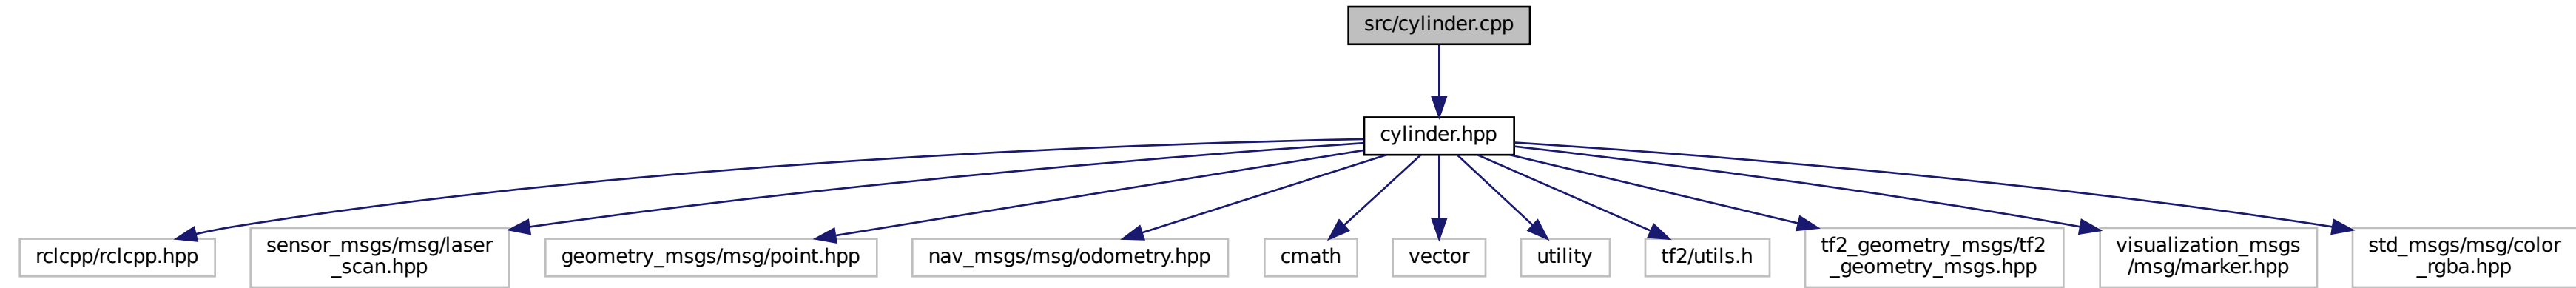 src/cylinder.cpp
cylinder.hpp
rclcpp/rclcpp.hpp
sensor_msgs/msg/laser
_scan.hpp
geometry_msgs/msg/point.hpp
nav_msgs/msg/odometry.hpp
cmath
vector
utility
tf2/utils.h
tf2_geometry_msgs/tf2
_geometry_msgs.hpp
visualization_msgs
/msg/marker.hpp
std_msgs/msg/color
_rgba.hpp